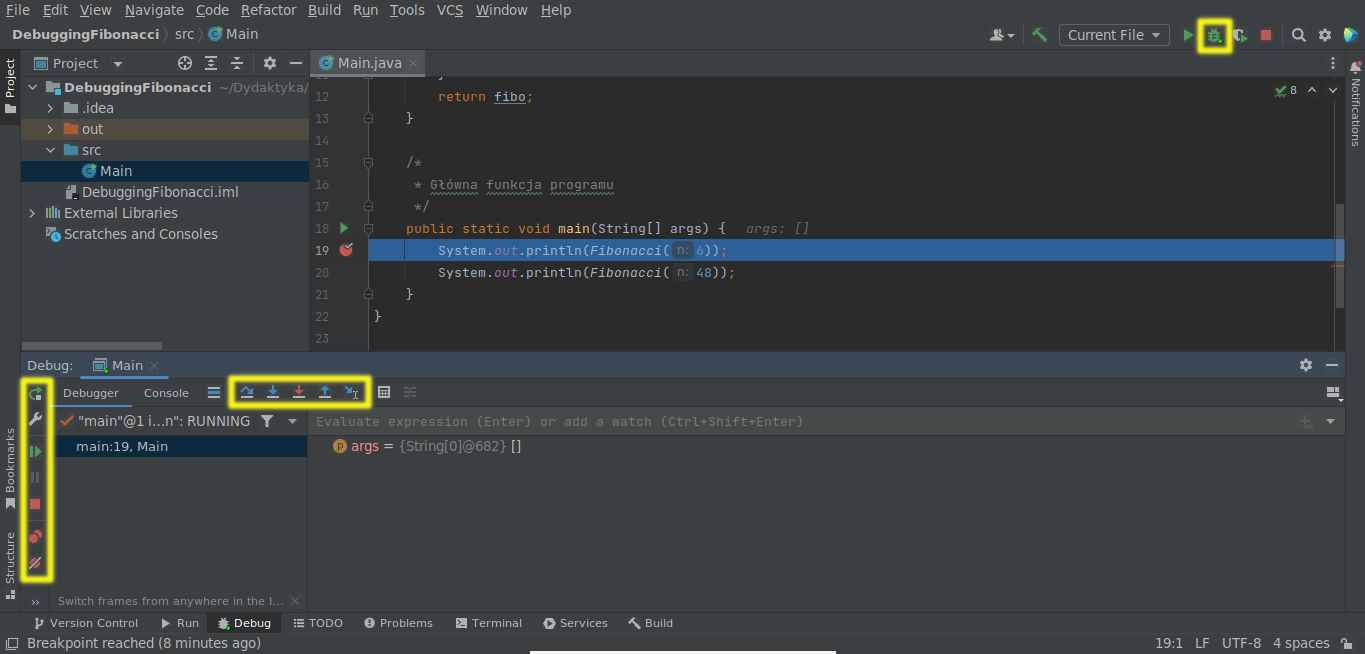 File Edit View Navigate Code Refactor Build Run Tools VCS Window Help
DebuggingFibonacci src Main
Current File
Project
Main.java
Project
Notifications
DebuggingFibonacci ~/Dydaktyka/
.idea
out
src
Main
DebuggingFibonacci.iml
External Libraries
Scratches and Consoles
8
12 return fibo;
13 }
14
15 /*
16 * Główna funkcja programu
17 */
18 public static void main(String[] args) { args: []
19 System.out.println(Fibonacci( n: 6));
20 System.out.println(Fibonacci( n: 48));
21 }
22 }
23
Debug: Main
Debugger Console
"main"@1 i...n": RUNNING
Evaluate expression (Enter) or add a watch (Ctrl+Shift+Enter)
main:19, Main
p args = {String[0]@682} []
Bookmarks
Structure
Switch frames from anywhere in the I...
Version Control Run Debug TODO Problems Terminal Services Build
Breakpoint reached (8 minutes ago)
19:1 LF UTF-8 4 spaces